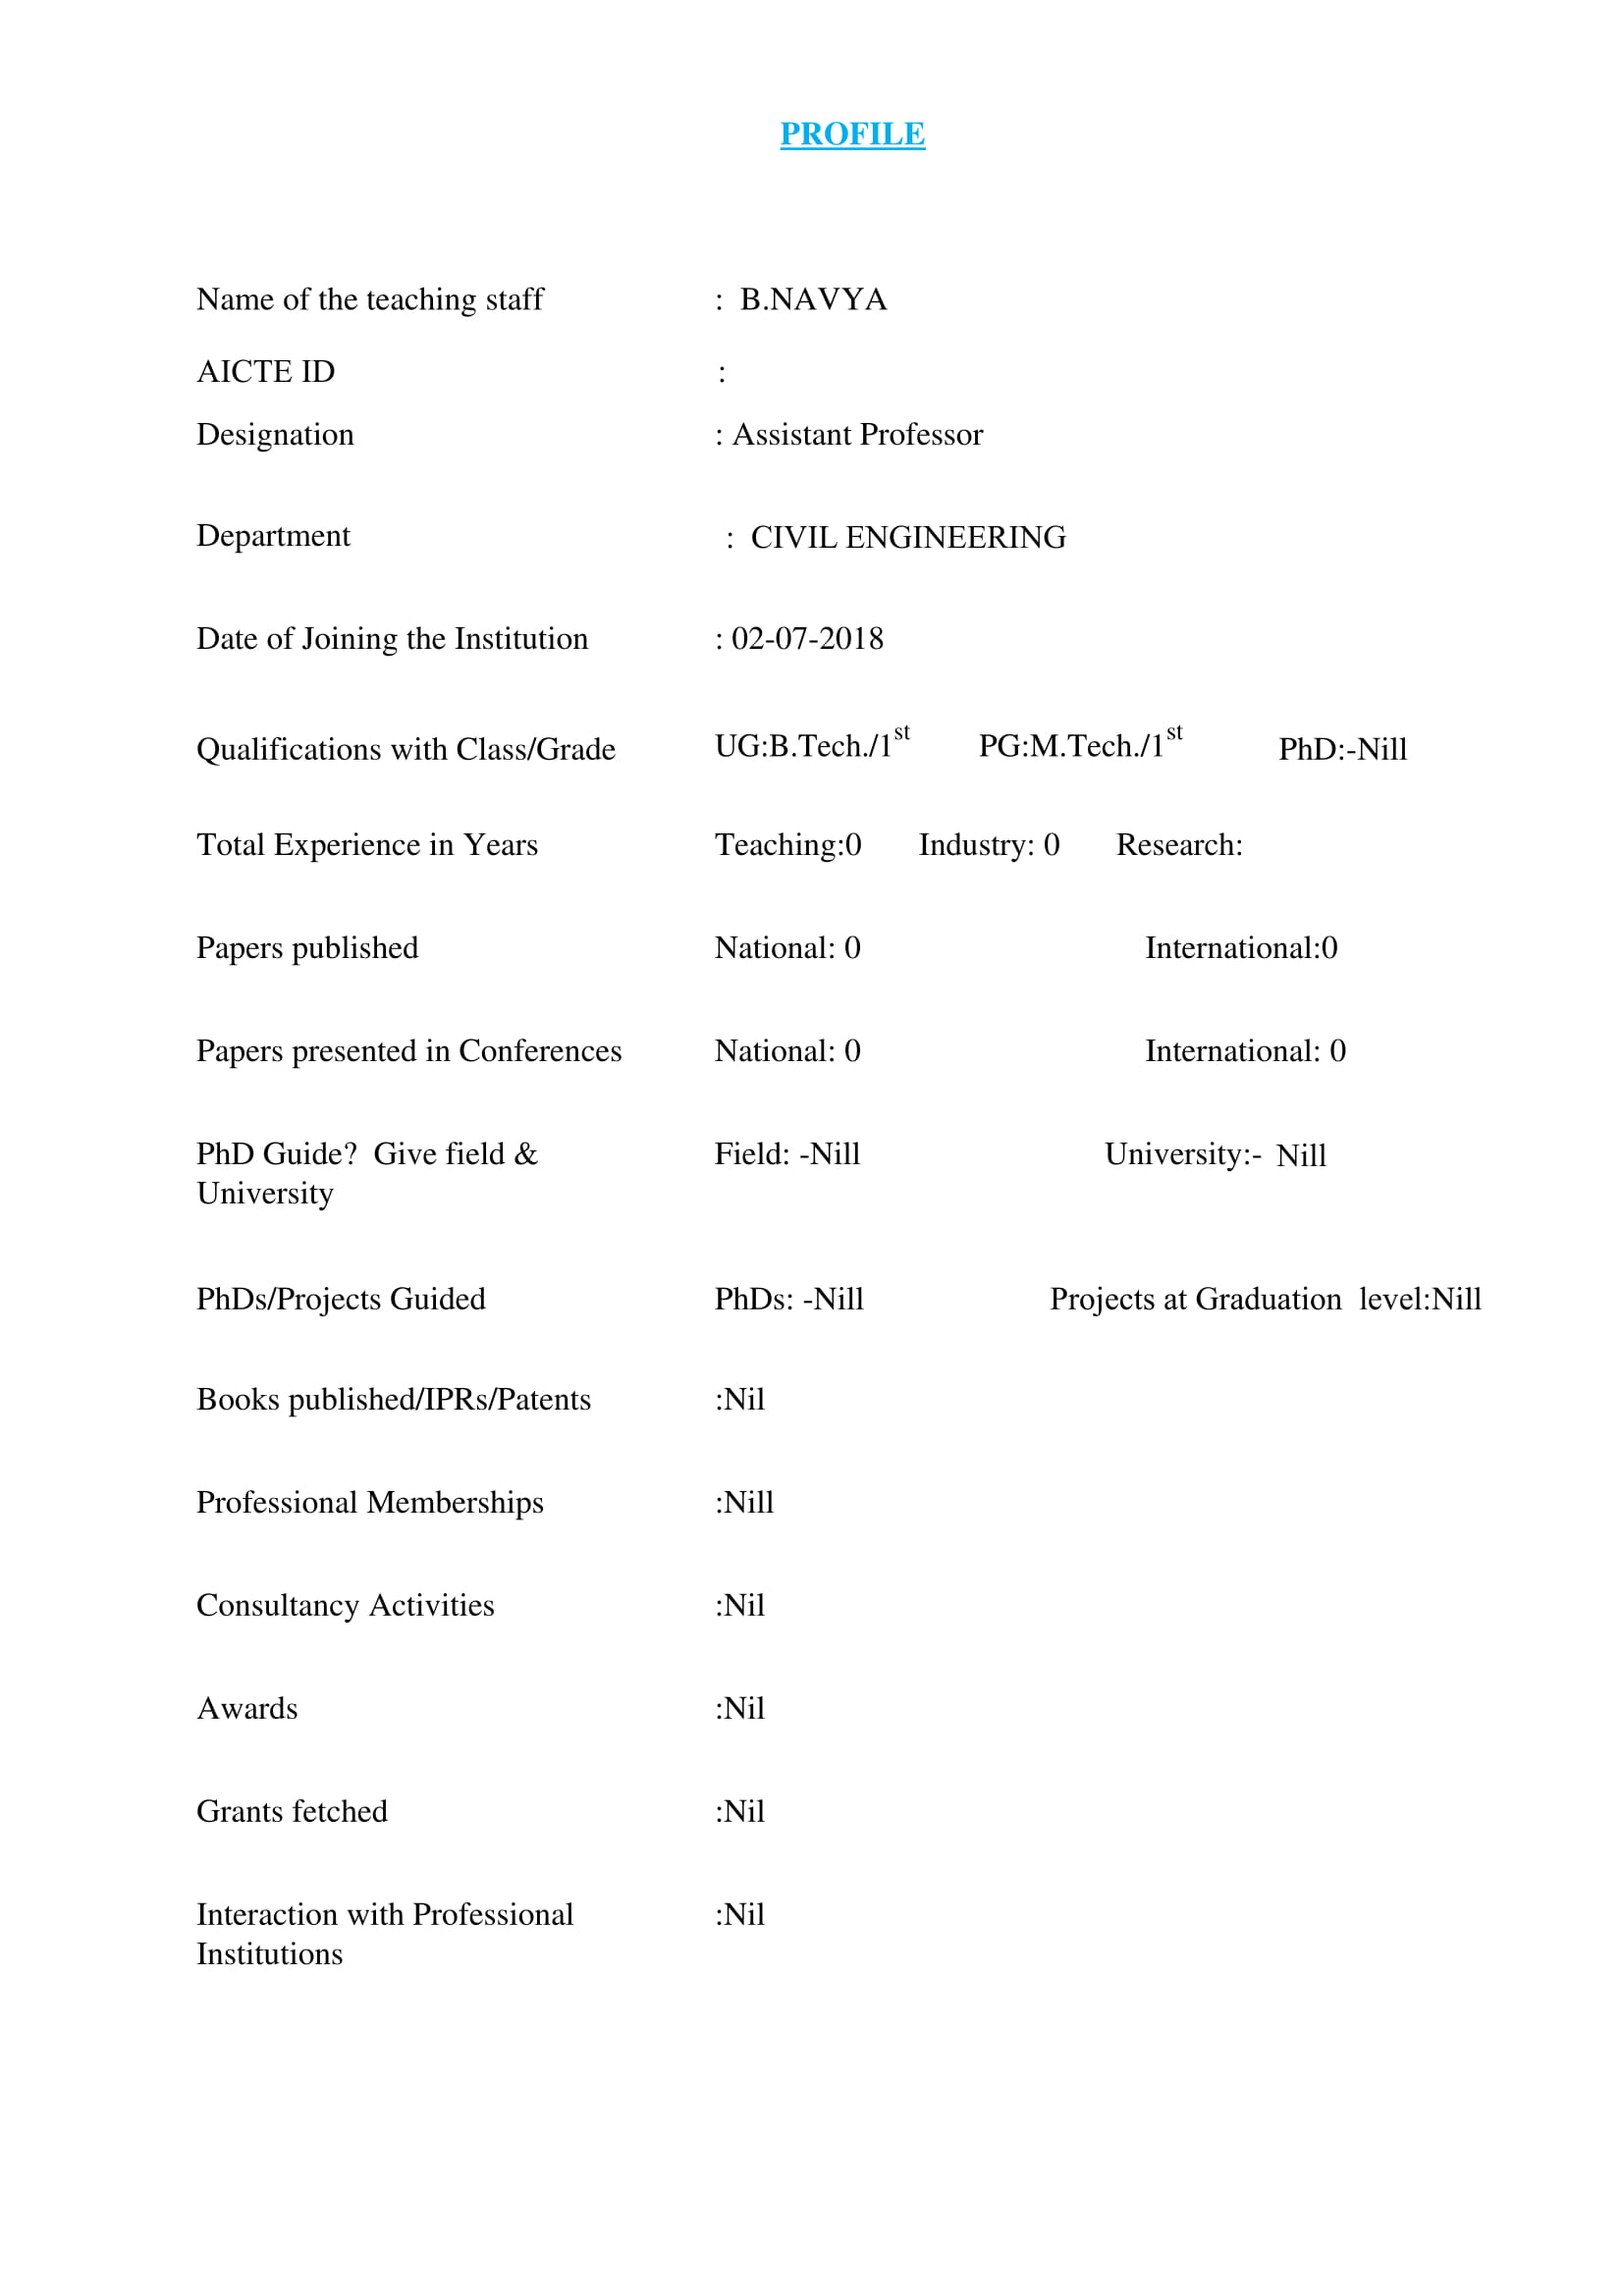 PROFILE
Name of the teaching staff : B.NAVYA
AICTE ID :
Designation : Assistant Professor
Department : CIVIL ENGINEERING
Date of Joining the Institution : 02-07-2018
Qualifications with Class/Grade UG:B.Tech./1st PG:M.Tech./1st PhD:-Nill
Total Experience in Years Teaching:0 Industry: 0 Research:
Papers published National: 0 International:0
Papers presented in Conferences National: 0 International: 0
PhD Guide? Give field & Field: -Nill University:- Nill
University
PhDs/Projects Guided PhDs: -Nill Projects at Graduation level:Nill
Books published/IPRs/Patents :Nil
Professional Memberships :Nill
Consultancy Activities :Nil
Awards :Nil
Grants fetched :Nil
Interaction with Professional :Nil
Institutions